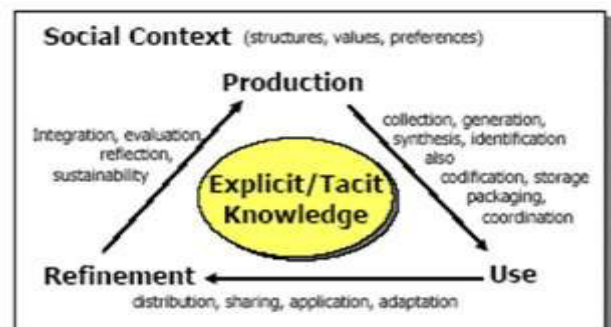 Social Context (structures, values, preferences)
Production
Integration, evaluation
reflection,
sustainability
collection, generation,
synthesis, identification
also
codification, storage
packaging,
coordination
Explicit/Tacit
Knowledge
Refinement
Use
distribution, sharing, application, adaptation